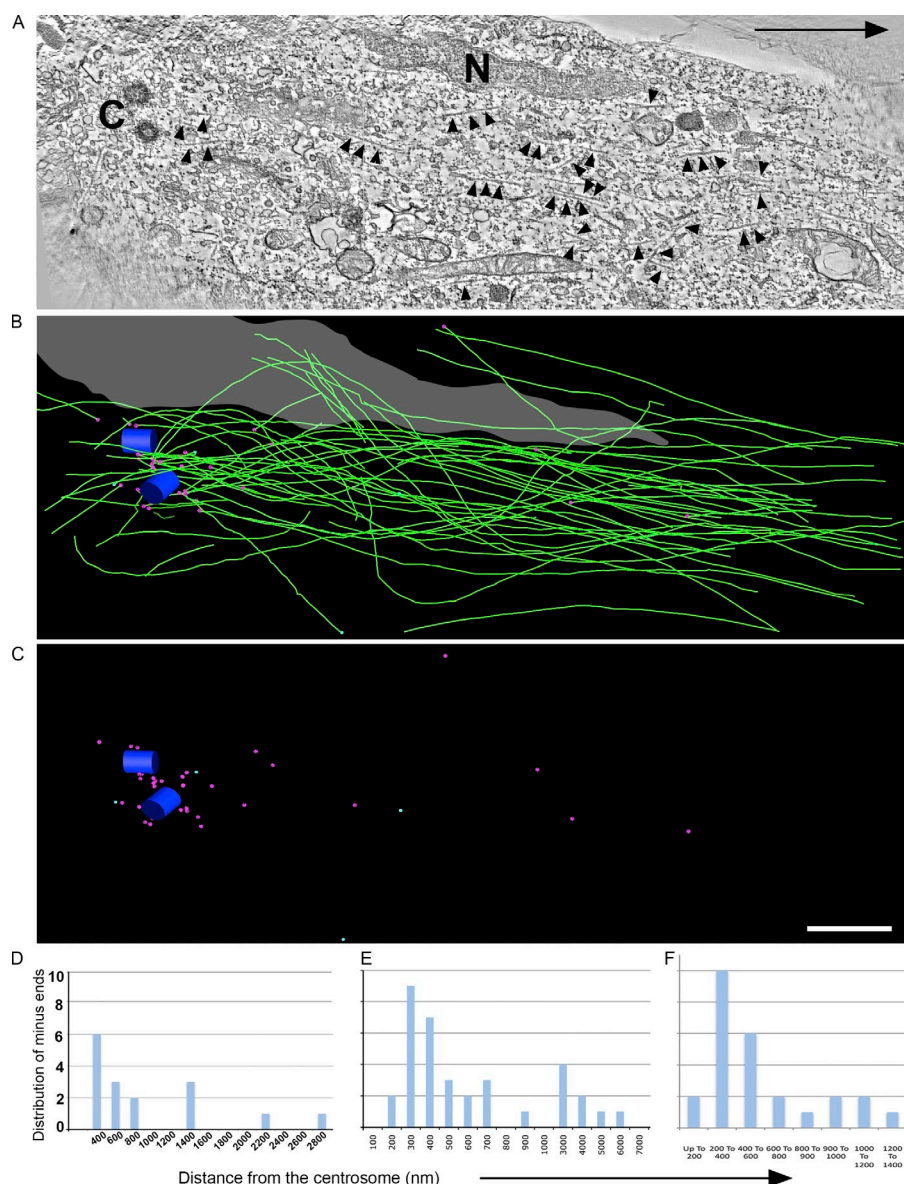 A
C
N
B
C
D
E
F
Distribution of minus ends
10
8
6
4
2
0
400 600 800 1000 1200 1400 1600 1800 2000 2200 2400 2600 2800
100 200 300 400 500 600 700 800 900 1000 3000 4000 5000 6000 7000
Up To 200 To 400 To 600 To 800 To 900 To 1000 1200
200 400 600 800 900 1000 To To
1200 1400
Distance from the centrosome (nm)